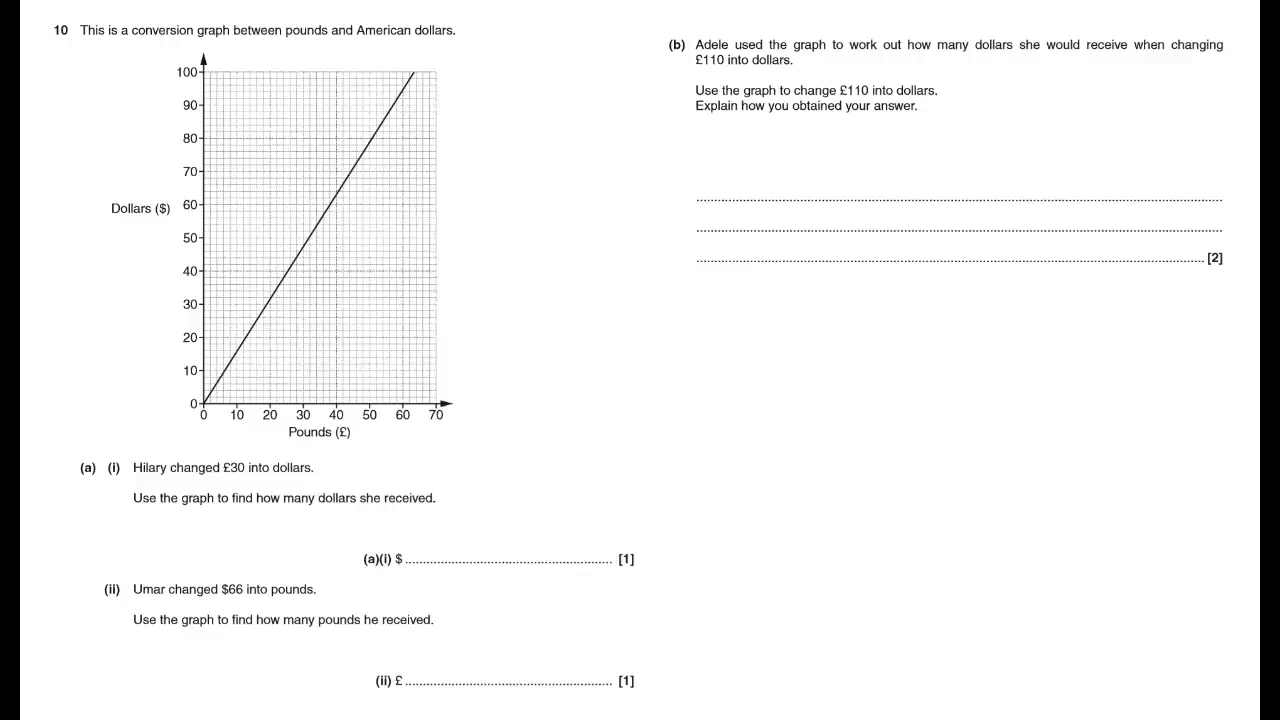 10 This is a conversion graph between pounds and American dollars.
100
90
80
70
Dollars ($) 60
50
40
30
20
10
0
0 10 20 30 40 50 60 70
Pounds (£)
(a) (i) Hilary changed £30 into dollars.
Use the graph to find how many dollars she received.
(a)(i) $ ........................................................ [1]
(ii) Umar changed $66 into pounds.
Use the graph to find how many pounds he received.
(ii) £ ........................................................ [1]
(b) Adele used the graph to work out how many dollars she would receive when changing
£110 into dollars.
Use the graph to change £110 into dollars.
Explain how you obtained your answer.
........................................................
........................................................
........................................................ [2]